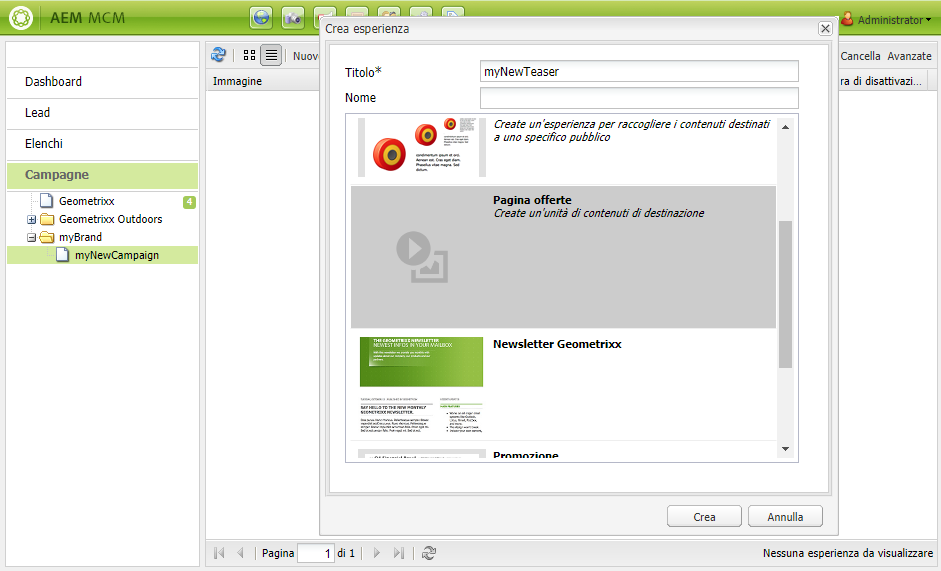 AEM MCM
Administrator
Crea esperienza
Dashboard
Lead
Elenchi
Campagne
Geometrixx
4
Geometrixx Outdoors
myBrand
myNewCampaign
Nuovi
Cancella Avanzate
Immagine
ra di disattivazi...
Titolo*
myNewTeaser
Nome
Create un'esperienza per raccogliere i contenuti destinati
a uno specifico pubblico
Pagina offerte
Create un'unità di contenuti di destinazione
THE GEOMETRIXX NEWSLETTER
NEWEST INFOS IN YOUR MAILBOX
SAY HELLO TO THE NEW MONTHLY
GEOMETRIXX NEWSLETTER.
Newsletter Geometrixx
Promozione
Crea
Annulla
Pagina 1 di 1
Nessuna esperienza da visualizzare